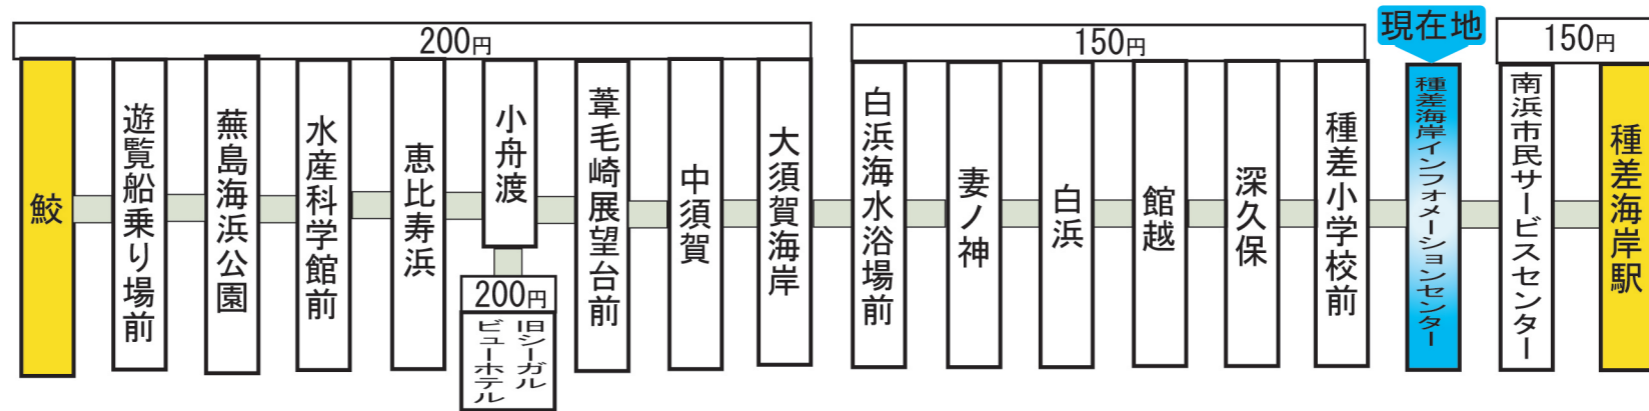 200円
150円
現在地
150円
鮫
遊覧船乗り場前
蕪島海浜公園
水産科学館前
恵比寿浜
小舟渡
200円
旧シーガル
ビューホテル
葦毛崎展望台前
中須賀
大須賀海岸
白浜海水浴場前
妻ノ神
白浜
館越
深久保
種差小学校前
種差海岸インフォメーションセンター
南浜市民サービスセンター
種差海岸駅